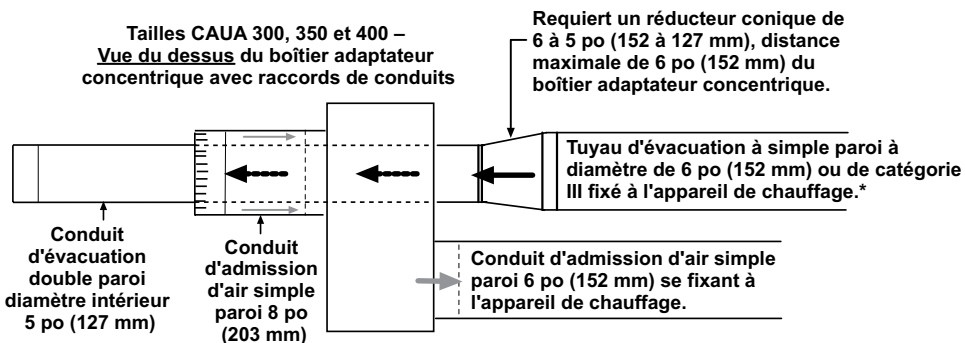 Tailles CAUA 300, 350 et 400 –
Vue du dessus du boîtier adaptateur
concentrique avec raccords de conduits
Requiert un réducteur conique de
6 à 5 po (152 à 127 mm), distance
maximale de 6 po (152 mm) du
boîtier adaptateur concentrique.
Tuyau d'évacuation à simple paroi à
diamètre de 6 po (152 mm) ou de catégorie
III fixé à l'appareil de chauffage.*
Conduit
d'évacuation
double paroi
diamètre intérieur
5 po (127 mm)
Conduit
d'admission
d'air simple
paroi 8 po
(203 mm)
Conduit d'admission d'air simple
paroi 6 po (152 mm) se fixant à
l'appareil de chauffage.